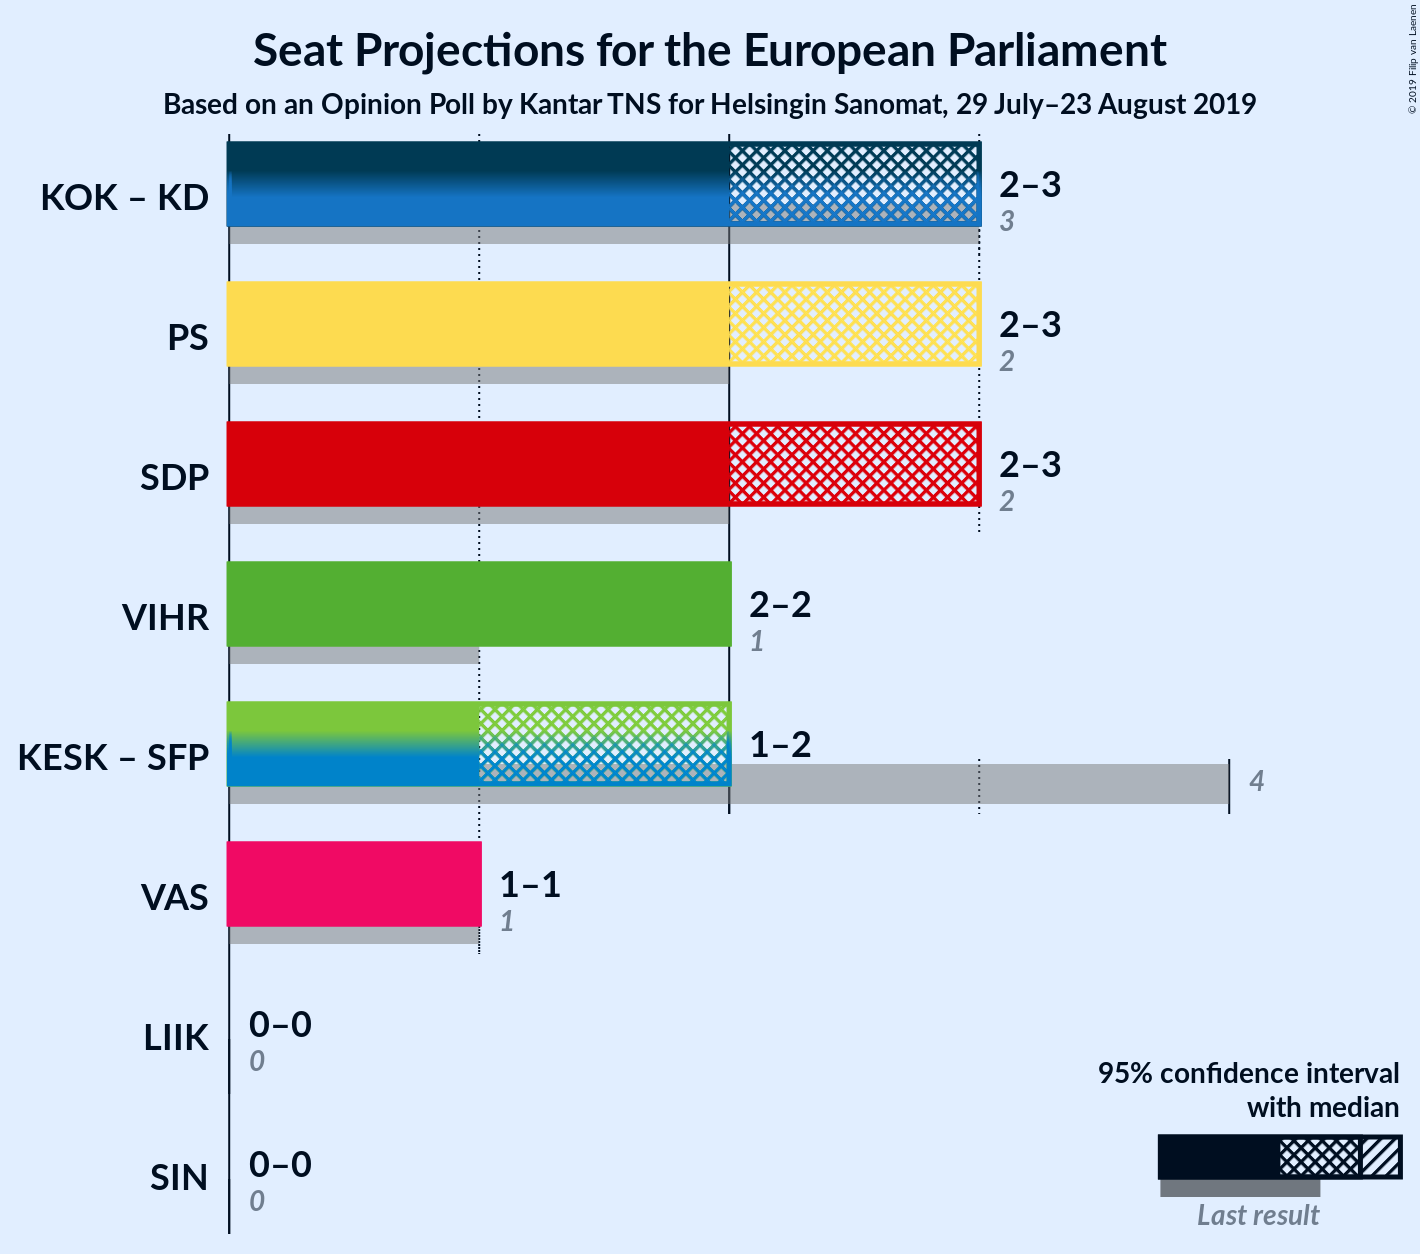 Seat Projections for the European Parliament
Based on an Opinion Poll by Kantar TNS for Helsingin Sanomat, 29 July–23 August 2019
© 2019 Filip van Laenen
KOK – KD
2–3
3
PS
2–3
2
SDP
2–3
2
VIHR
2–2
1
KESK – SFP
1–2
4
VAS
1–1
1
LIIK
0–0
0
SIN
0–0
0
95% confidence interval
with median
Last result